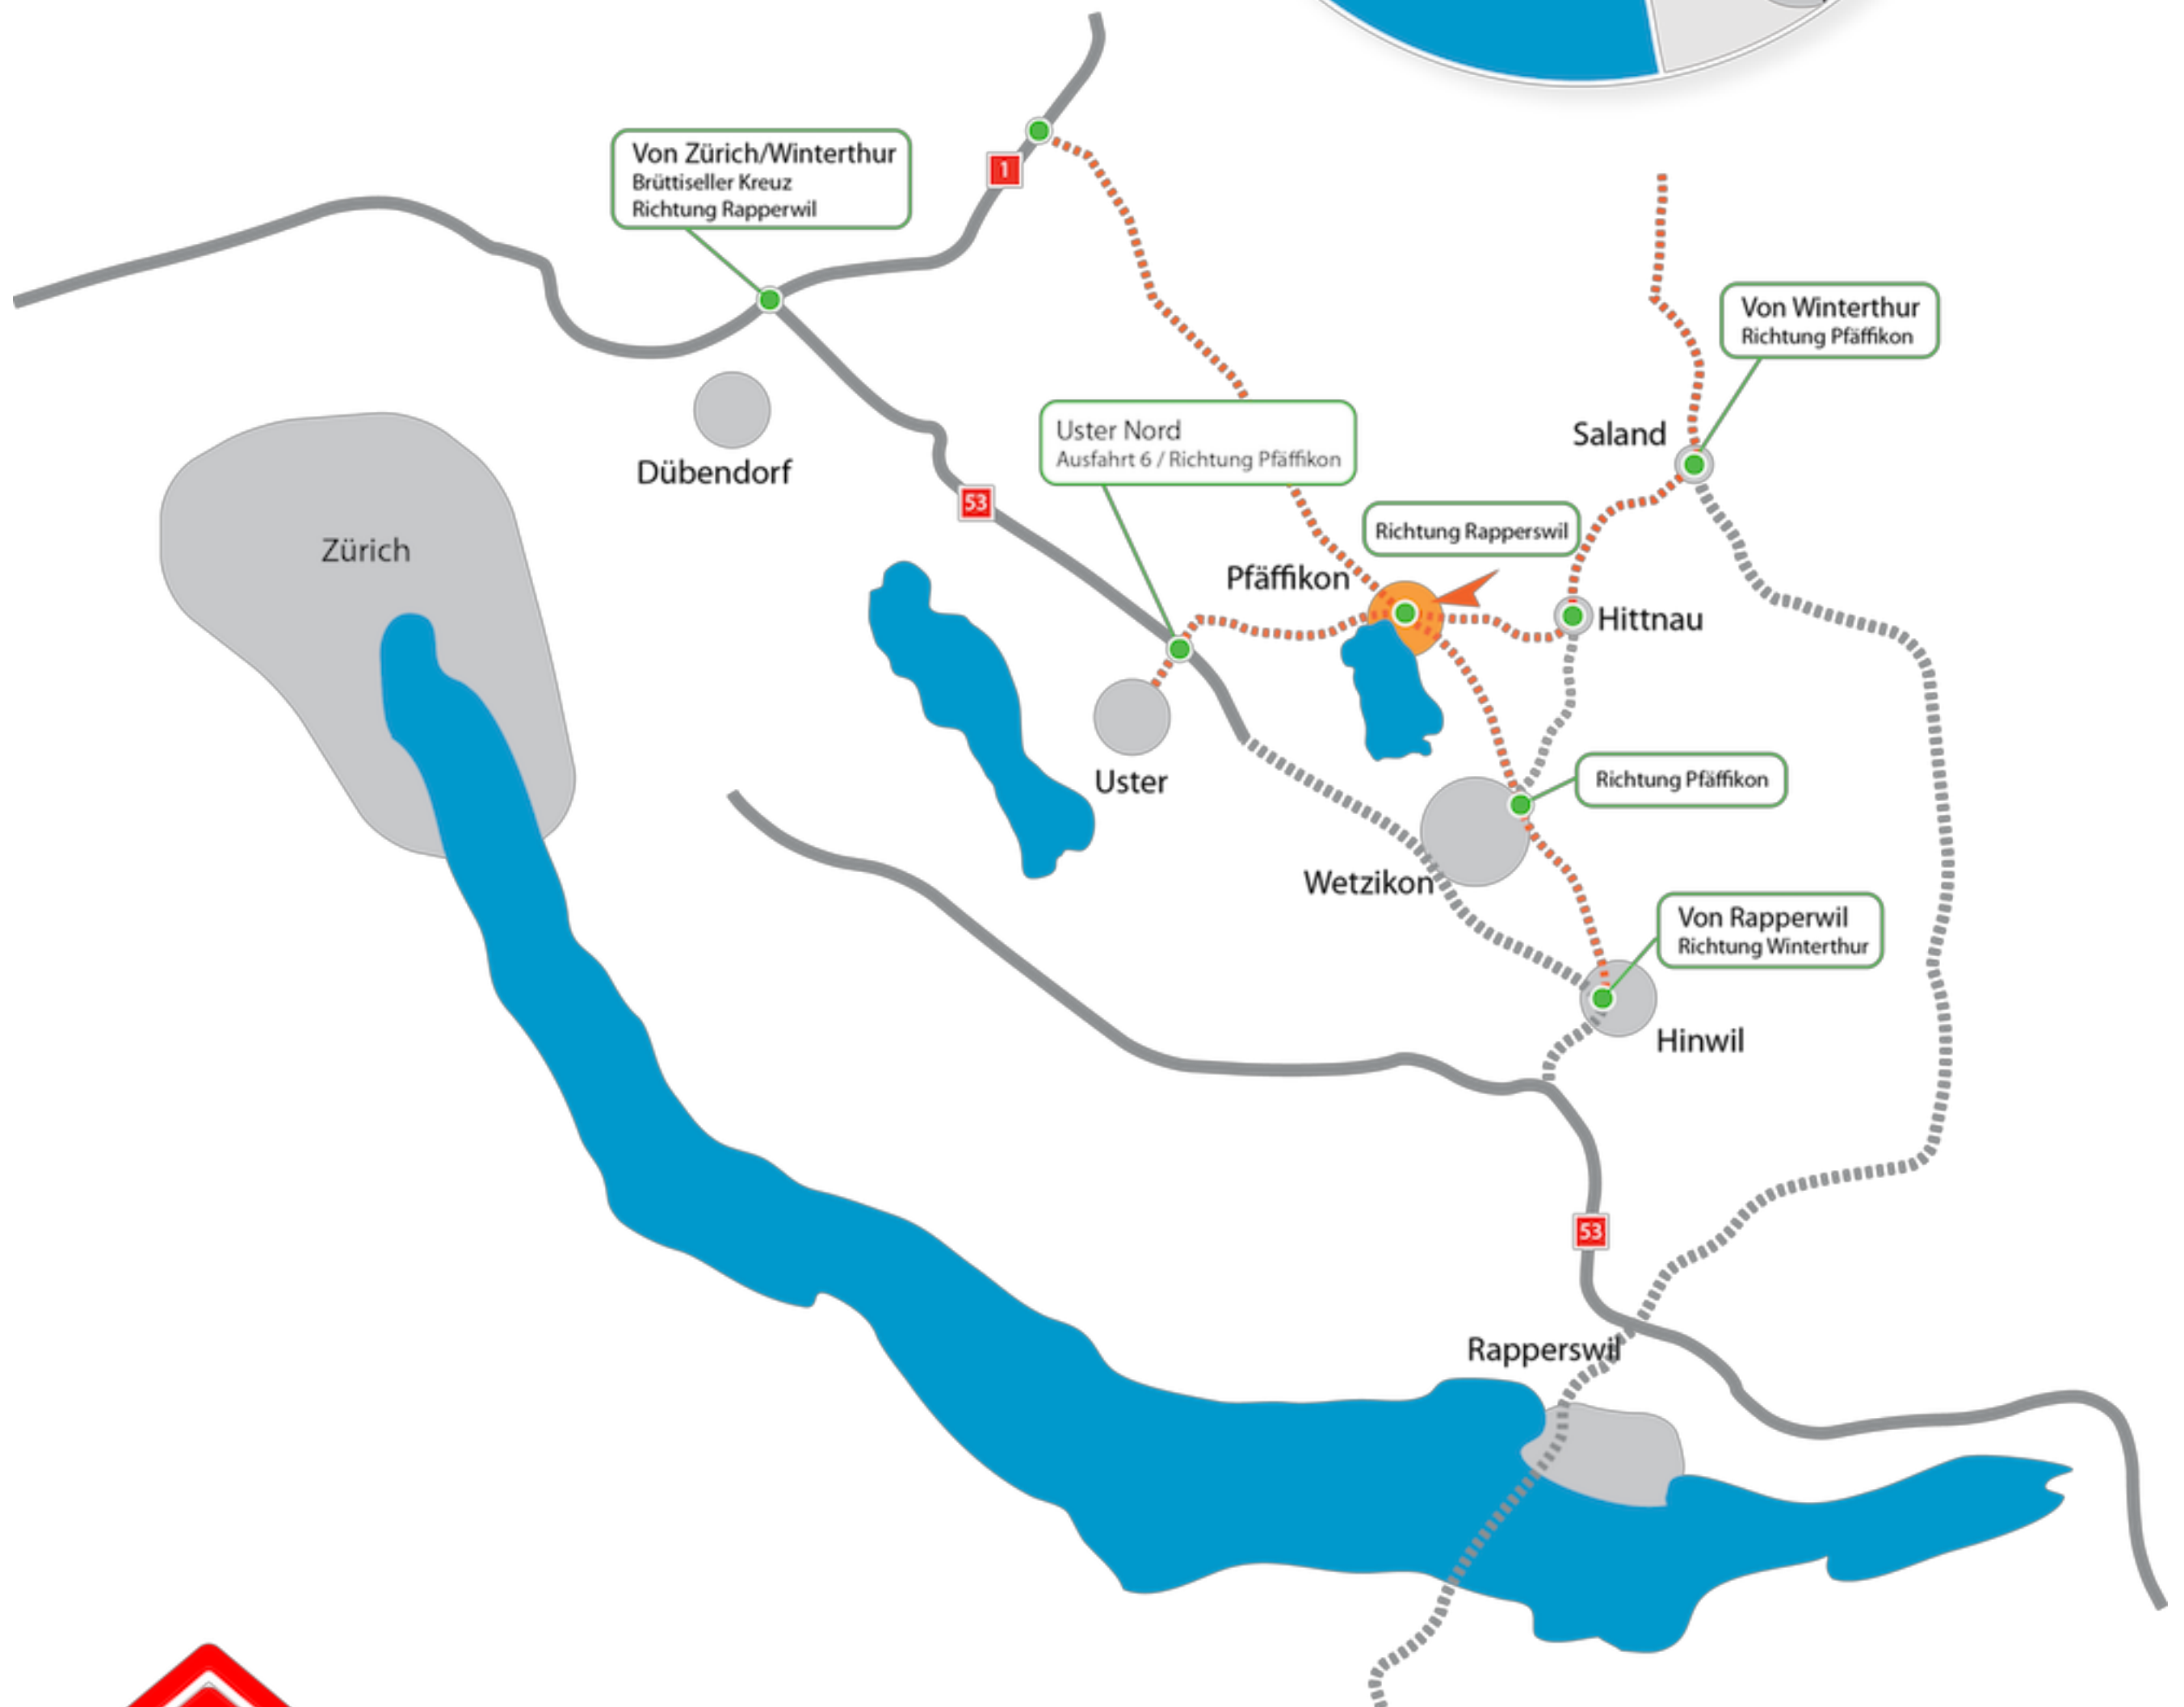 Von Zürich/Winterthur
Brüttiseller Kreuz
Richtung Rapperwil
1
Von Winterthur
Richtung Pfäffikon
Uster Nord
Ausfahrt 6 / Richtung Pfäffikon
Saland
Dübendorf
53
Richtung Rapperswil
Zürich
Pfäffikon
Hittnau
Uster
Richtung Pfäffikon
Wetzikon
Von Rapperwil
Richtung Winterthur
Hinwil
53
Rapperswil